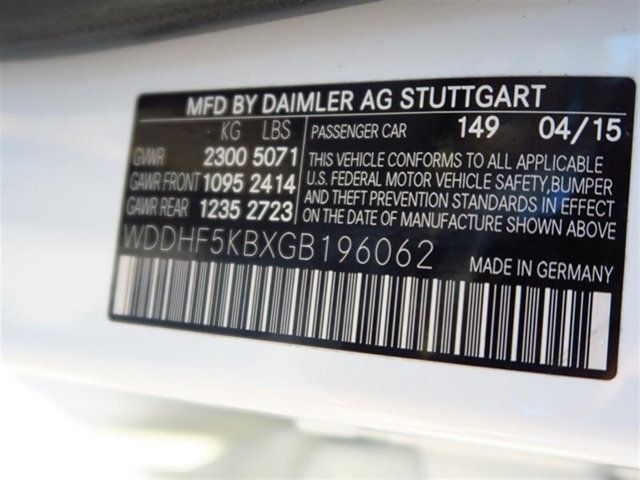 MFD BY DAIMLER AG STUTTGART
KG LBS
GVWR 2300 5071
GAWR FRONT 1095 2414
GAWR REAR 1235 2723
PASSENGER CAR 149 04/15
THIS VEHICLE CONFORMS TO ALL APPLICABLE
U.S. FEDERAL MOTOR VEHICLE SAFETY,BUMPER
AND THEFT PREVENTION STANDARDS IN EFFECT
ON THE DATE OF MANUFACTURE SHOWN ABOVE
WDDHF5KBXGB196062
MADE IN GERMANY